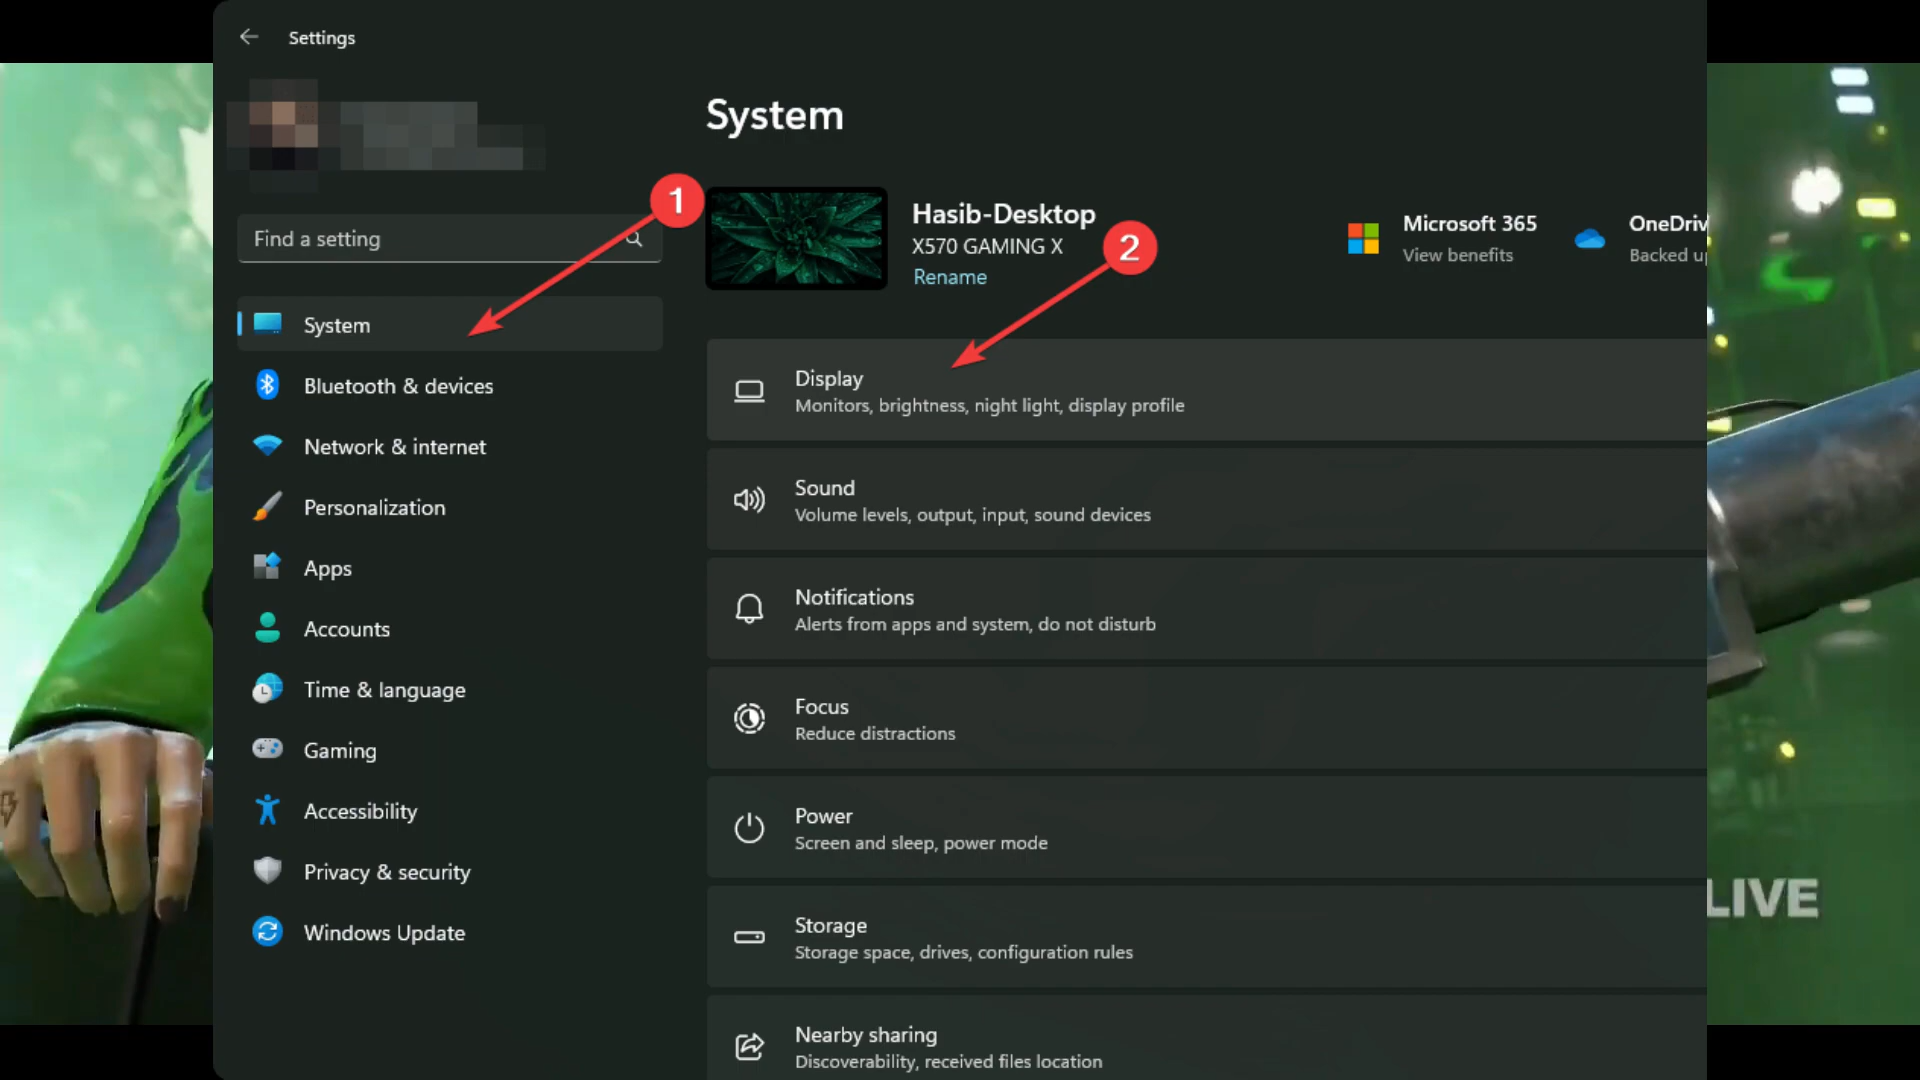 Settings
System
Find a setting
1
Hasib-Desktop
X570 GAMING X
Rename
2
Microsoft 365
View benefits
OneDriv
Backed up
System
Bluetooth & devices
Network & internet
Personalization
Apps
Accounts
Time & language
Gaming
Accessibility
Privacy & security
Windows Update
Display
Monitors, brightness, night light, display profile
Sound
Volume levels, output, input, sound devices
Notifications
Alerts from apps and system, do not disturb
Focus
Reduce distractions
Power
Screen and sleep, power mode
Storage
Storage space, drives, configuration rules
Nearby sharing
Discoverability, received files location
LIVE